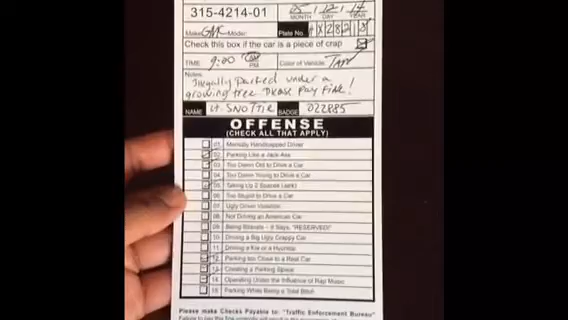 315-4214-01
05 12 17
MONTH DAY YEAR
Make GMC Model:
Plate No.
Check this box if the car is a piece of crap
TIME 9:00 PM Color of Vehicle: TAN
Notes:
Illegally parked under a
growing tree Please pay fine!
NAME Lt. SNOTTIE BADGE 022885
OFFENSE
(CHECK ALL THAT APPLY)
01 Mentally Handicapped Driver
02 Parking Like a Jack-Ass
03 Too Damn Old to Drive a Car
04 Too Damn Young to Drive a Car
05 Taking Up 2 Spaces
06 Too Stupid to Drive a Car
07 Ugly Driver Violation
08 Not Driving an American Car
09 Being Illiterate - It Says, "RESERVED!"
10 Driving a Big Ugly Crappy Car
11 Driving a Kia or a Hyundai
12 Parking too Close to a Real Car
13 Creating a Parking Space
14 Operating Under the Influence of Rap Music
15 Parking While Being a Total Bitch
Please make Checks Payable to: "Traffic Enforcement Bureau"